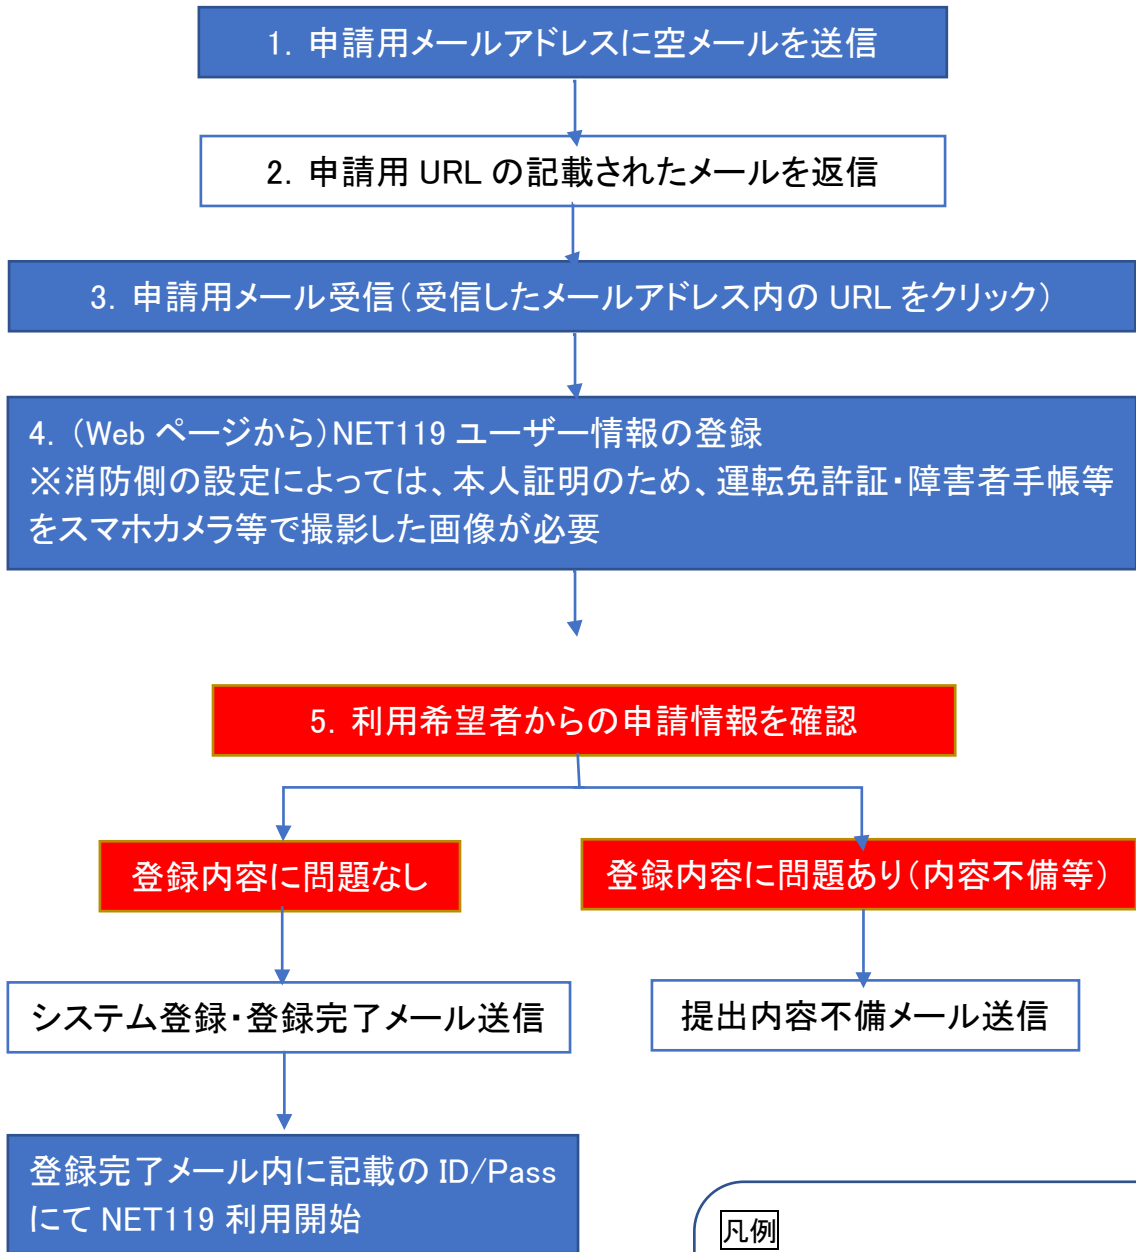 1．申請用メールアドレスに空メールを送信
2．申請用 URL の記載されたメールを返信
3．申請用メール受信（受信したメールアドレス内の URL をクリック）
4．（Web ページから）NET119 ユーザー情報の登録
※消防側の設定によっては、本人証明のため、運転免許証・障害者手帳等
をスマホカメラ等で撮影した画像が必要
5．利用希望者からの申請情報を確認
登録内容に問題なし
登録内容に問題あり（内容不備等）
システム登録・登録完了メール送信
提出内容不備メール送信
登録完了メール内に記載の ID/Pass
にて NET119 利用開始
凡例